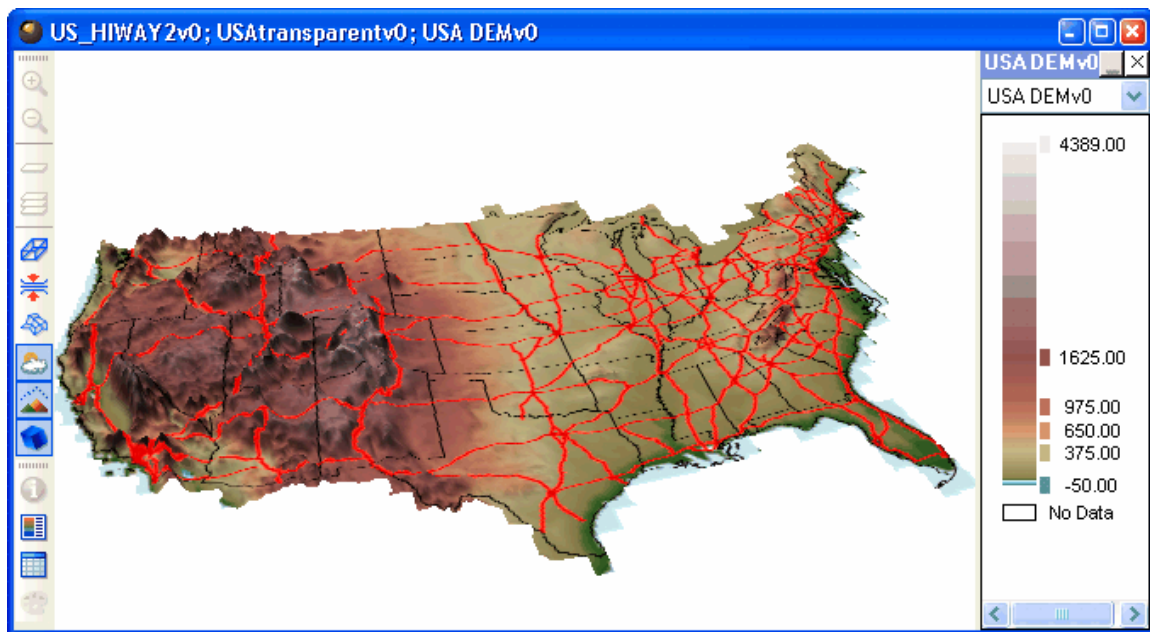 US_HIWAY2v0; USAtransparentv0; USA DEMv0
USA DEMv0
USA DEMv0
4389.00
1625.00
975.00
650.00
375.00
-50.00
No Data